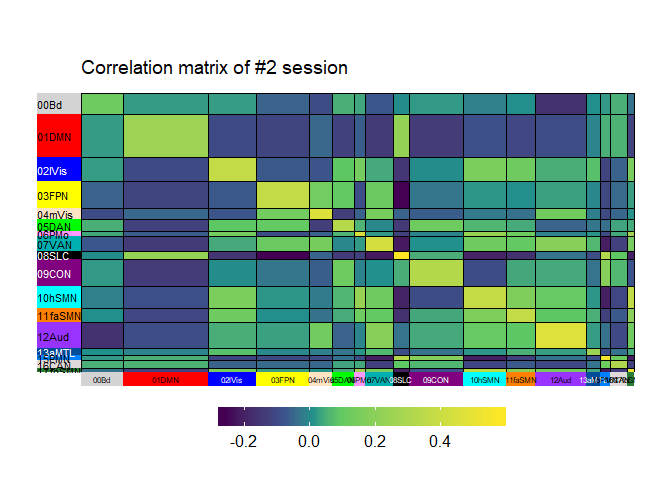 Correlation matrix of #2 session
00Bd
01DMN
02lVis
03FPN
04mVis
05DAN
06PMo
07VAN
08SLC
09CON
10hSMN
11faSMN
12Aud
13aMTL
00Bd 01DMN 02lVis 03FPN 04mVis 05DAN 06PMo 07VAN 08SLC 09CON 10hSMN 11faSMN 12Aud
-0.2 0.0 0.2 0.4